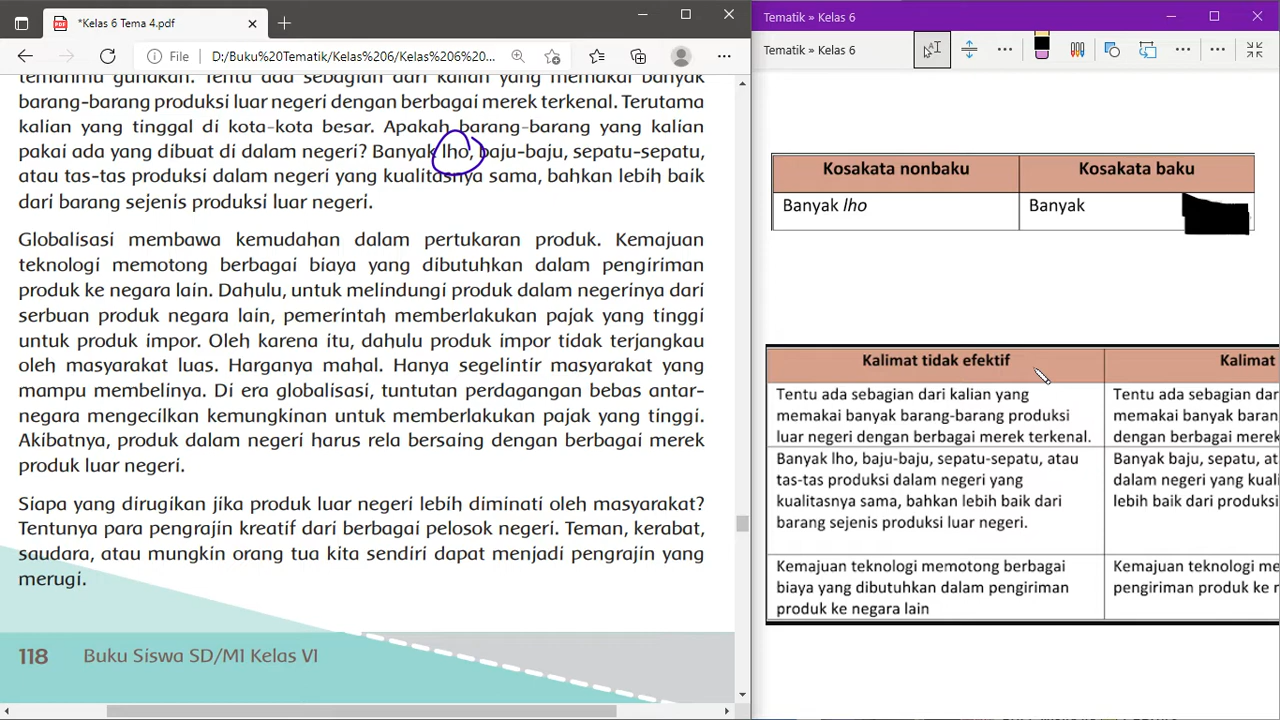 *Kelas 6 Tema 4.pdf
File
D:/Buku%20Tematik/Kelas%206/Kelas%206%20...
temanmu gunakan. Tentu ada sebagian dari kalian yang memakai banyak
barang-barang produksi luar negeri dengan berbagai merek terkenal. Terutama
kalian yang tinggal di kota-kota besar. Apakah barang-barang yang kalian
pakai ada yang dibuat di dalam negeri? Banyak lho, baju-baju, sepatu-sepatu,
atau tas-tas produksi dalam negeri yang kualitasnya sama, bahkan lebih baik
dari barang sejenis produksi luar negeri.
Globalisasi membawa kemudahan dalam pertukaran produk. Kemajuan
teknologi memotong berbagai biaya yang dibutuhkan dalam pengiriman
produk ke negara lain. Dahulu, untuk melindungi produk dalam negerinya dari
serbuan produk negara lain, pemerintah memberlakukan pajak yang tinggi
untuk produk impor. Oleh karena itu, dahulu produk impor tidak terjangkau
oleh masyarakat luas. Harganya mahal. Hanya segelintir masyarakat yang
mampu membelinya. Di era globalisasi, tuntutan perdagangan bebas antar-
negara mengecilkan kemungkinan untuk memberlakukan pajak yang tinggi.
Akibatnya, produk dalam negeri harus rela bersaing dengan berbagai merek
produk luar negeri.
Siapa yang dirugikan jika produk luar negeri lebih diminati oleh masyarakat?
Tentunya para pengrajin kreatif dari berbagai pelosok negeri. Teman, kerabat,
saudara, atau mungkin orang tua kita sendiri dapat menjadi pengrajin yang
merugi.
118 Buku Siswa SD/MI Kelas VI
Tematik » Kelas 6
Tematik » Kelas 6
Kosakata nonbaku Kosakata baku
Banyak lho Banyak
Kalimat tidak efektif Kalimat
Tentu ada sebagian dari kalian yang
memakai banyak barang-barang produksi
luar negeri dengan berbagai merek terkenal.
Tentu ada sebagian da
memakai banyak baran
dengan berbagai merek
Banyak lho, baju-baju, sepatu-sepatu, atau
tas-tas produksi dalam negeri yang
kualitasnya sama, bahkan lebih baik dari
barang sejenis produksi luar negeri.
Banyak baju, sepatu, at
dalam negeri yang kuali
lebih baik dari produksi
Kemajuan teknologi memotong berbagai
biaya yang dibutuhkan dalam pengiriman
produk ke negara lain
Kemajuan teknologi me
pengiriman produk ke n